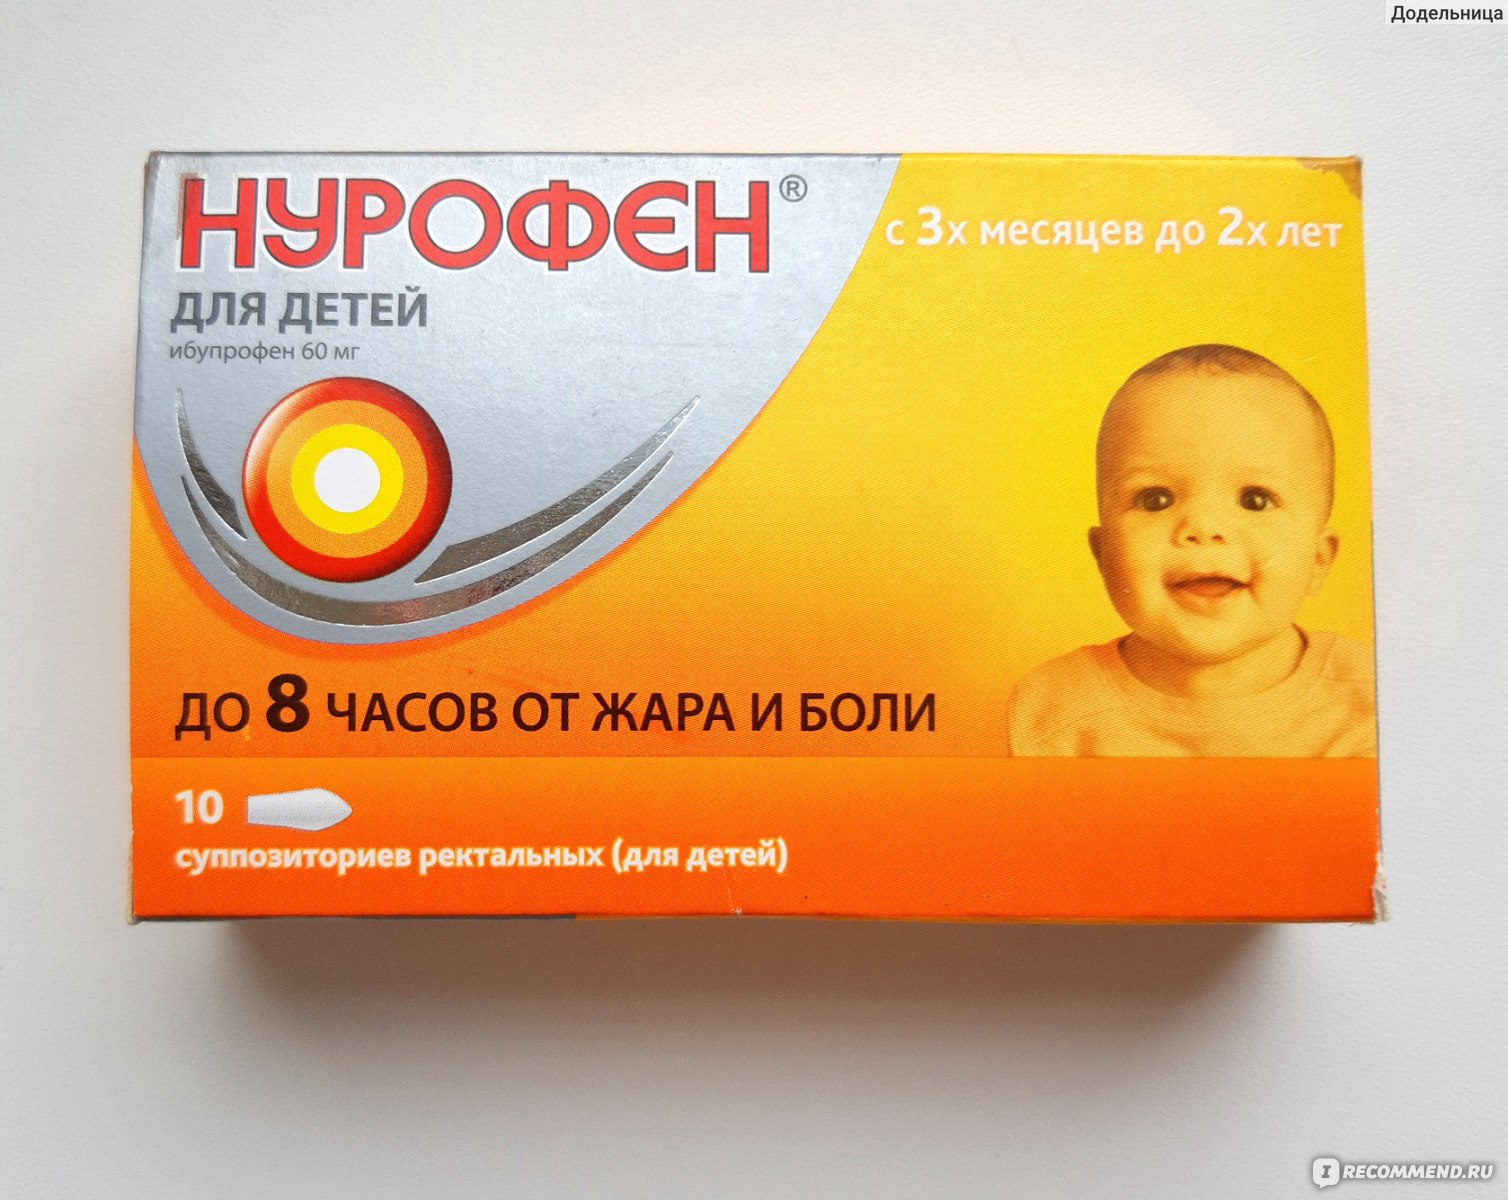 Додельница
НУРОФЕН®
ДЛЯ ДЕТЕЙ
ибупрофен 60 мг
с 3х месяцев до 2х лет
ДО 8 ЧАСОВ ОТ ЖАРА И БОЛИ
10
суппозиториев ректальных (для детей)
IRECOMMEND.RU